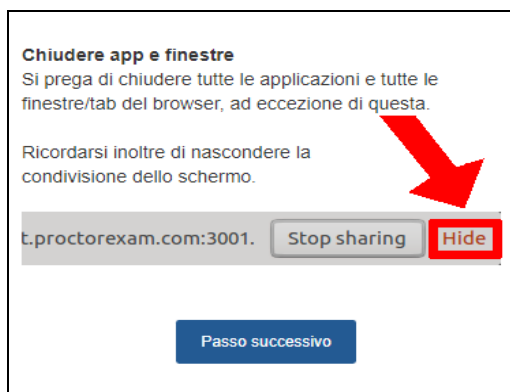 Chiudere app e finestre
Si prega di chiudere tutte le applicazioni e tutte le
finestre/tab del browser, ad eccezione di questa.
Ricordarsi inoltre di nascondere la
condivisione dello schermo.
t.proctorexam.com:3001. Stop sharing Hide
Passo successivo